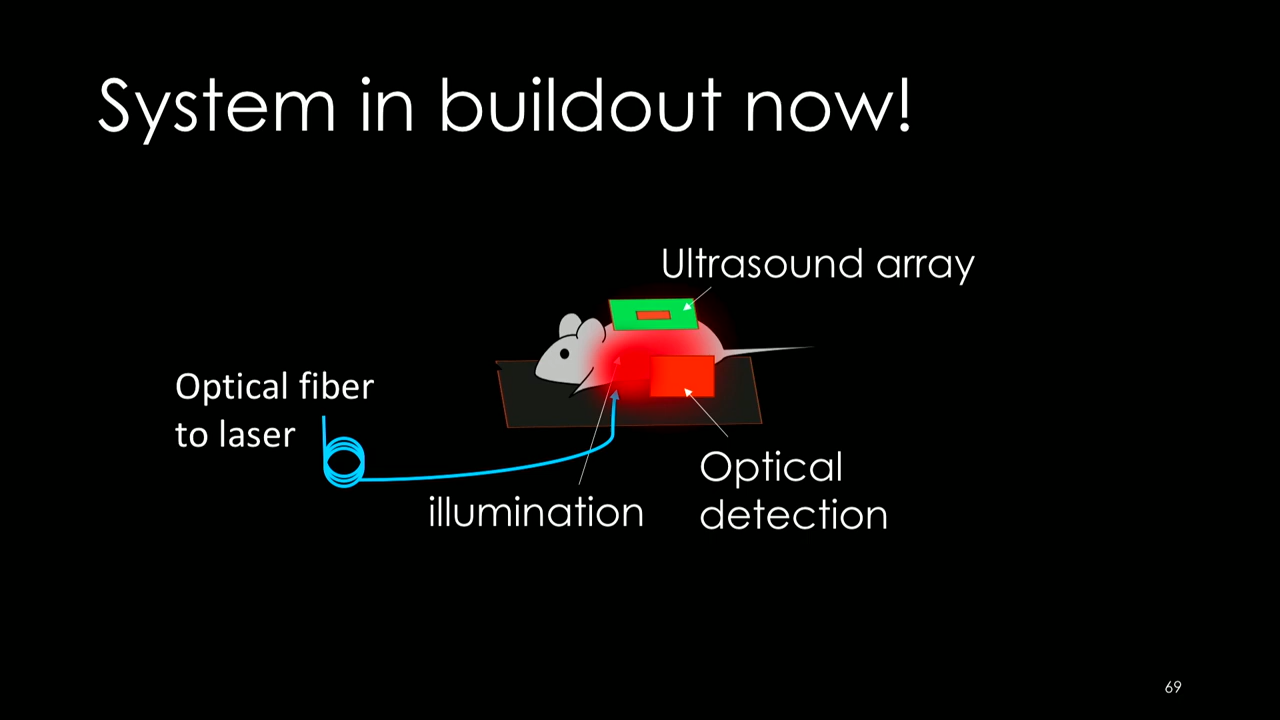 System in buildout now!
Ultrasound array
Optical fiber
to laser
Optical
detection
illumination
69